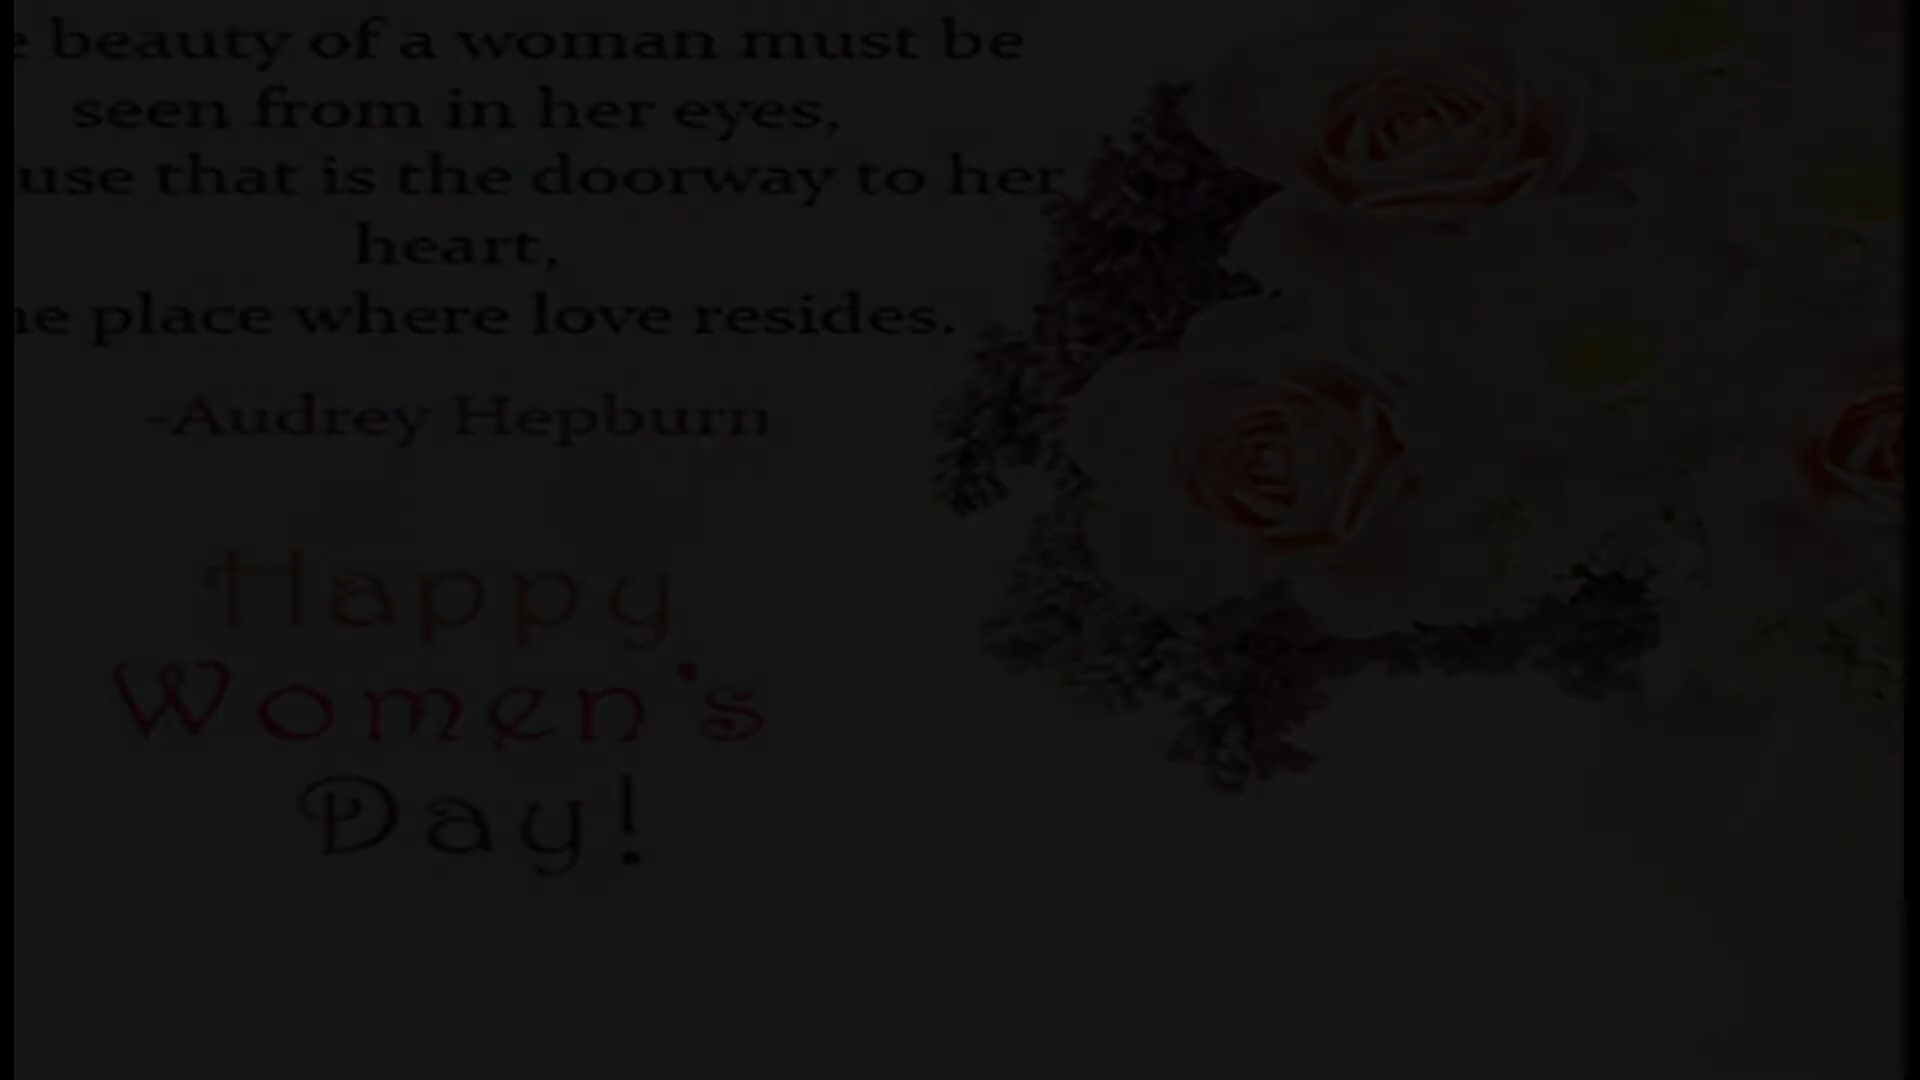 beauty of a woman must be
seen from in her eyes,
use that is the doorway to her
heart,
he place where love resides.
-Audrey Hepburn
Happy
Women's
Day!